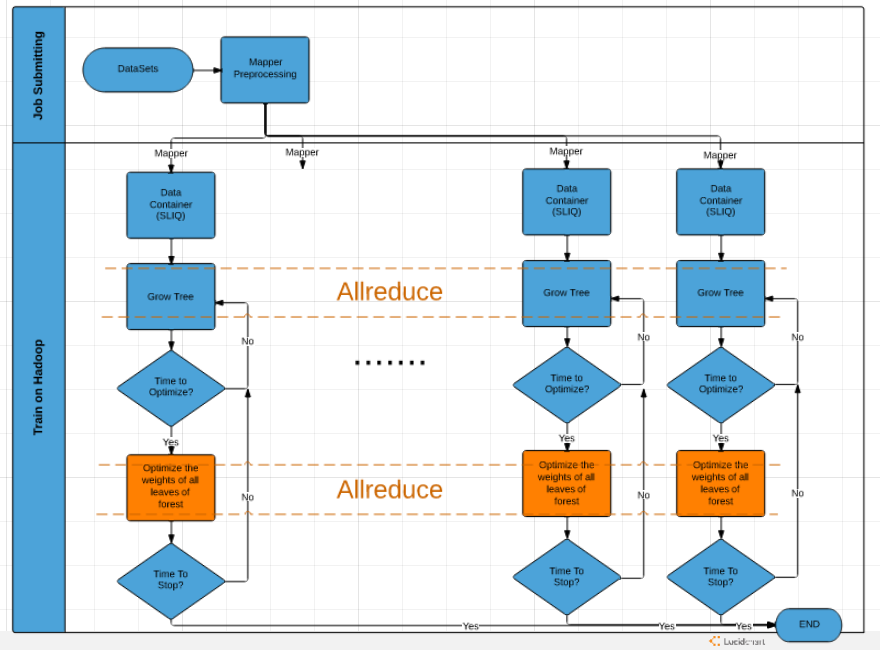 Job Submitting
DataSets
Mapper
Preprocessing
Train on Hadoop
Mapper
Mapper
Mapper
Mapper
Data
Container
(SLIQ)
Data
Container
(SLIQ)
Data
Container
(SLIQ)
Grow Tree
Allreduce
Grow Tree
Grow Tree
No
No
No
.......
Time to
Optimize?
Time to
Optimize?
Time to
Optimize?
Yes
Yes
Yes
Optimize the
weights of all
leaves of
forest
Allreduce
Optimize the
weights of all
leaves of
forest
Optimize the
weights of all
leaves of
forest
No
No
No
Time To
Stop?
Time To
Stop?
Time To
Stop?
Yes
Yes
Yes
END
Lucidchart